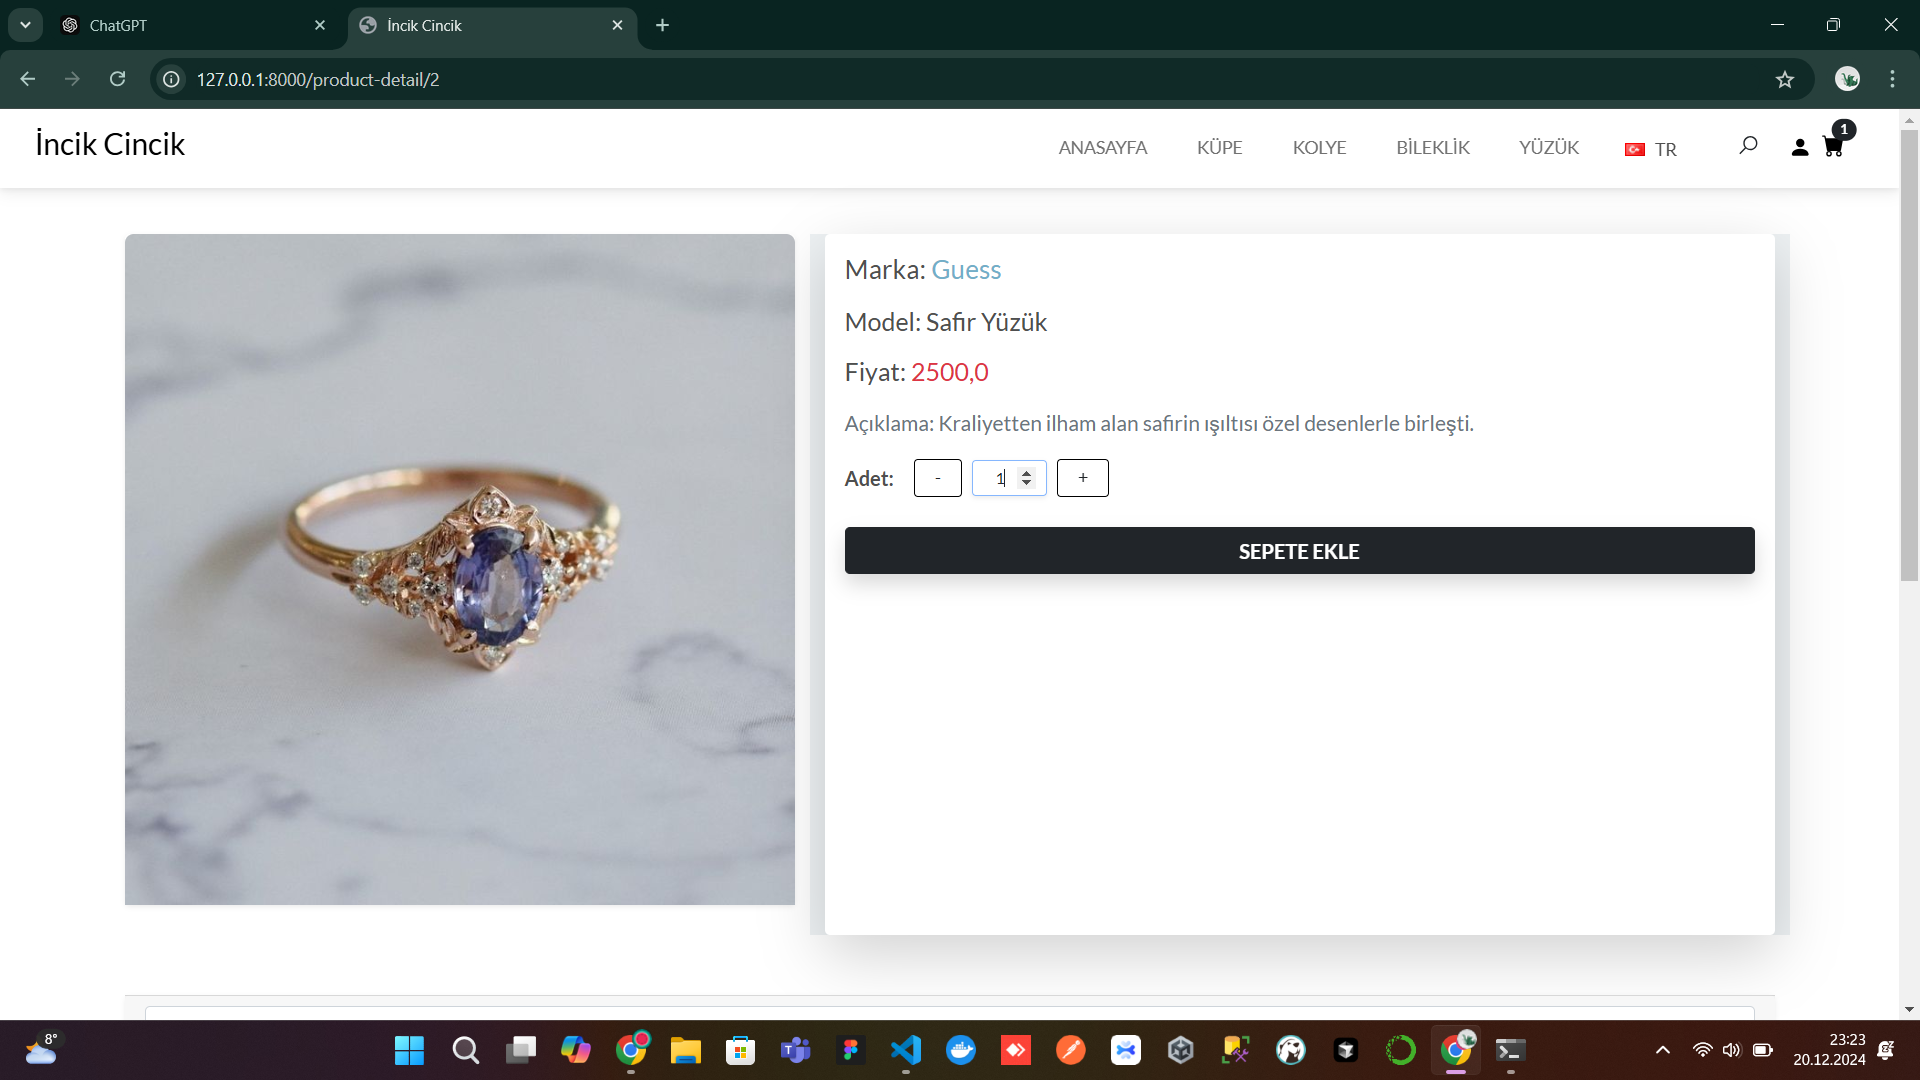 ChatGPT
İncik Cincik
127.0.0.1:8000/product-detail/2
İncik Cincik
ANASAYFA
KÜPE
KOLYE
BİLEKLİK
YÜZÜK
TR
1
Marka: Guess
Model: Safir Yüzük
Fiyat: 2500,0
Açıklama: Kraliyetten ilham alan safirin ışıltısı özel desenlerle birleşti.
Adet: - 1 +
SEPETE EKLE
8°
23:23
20.12.2024